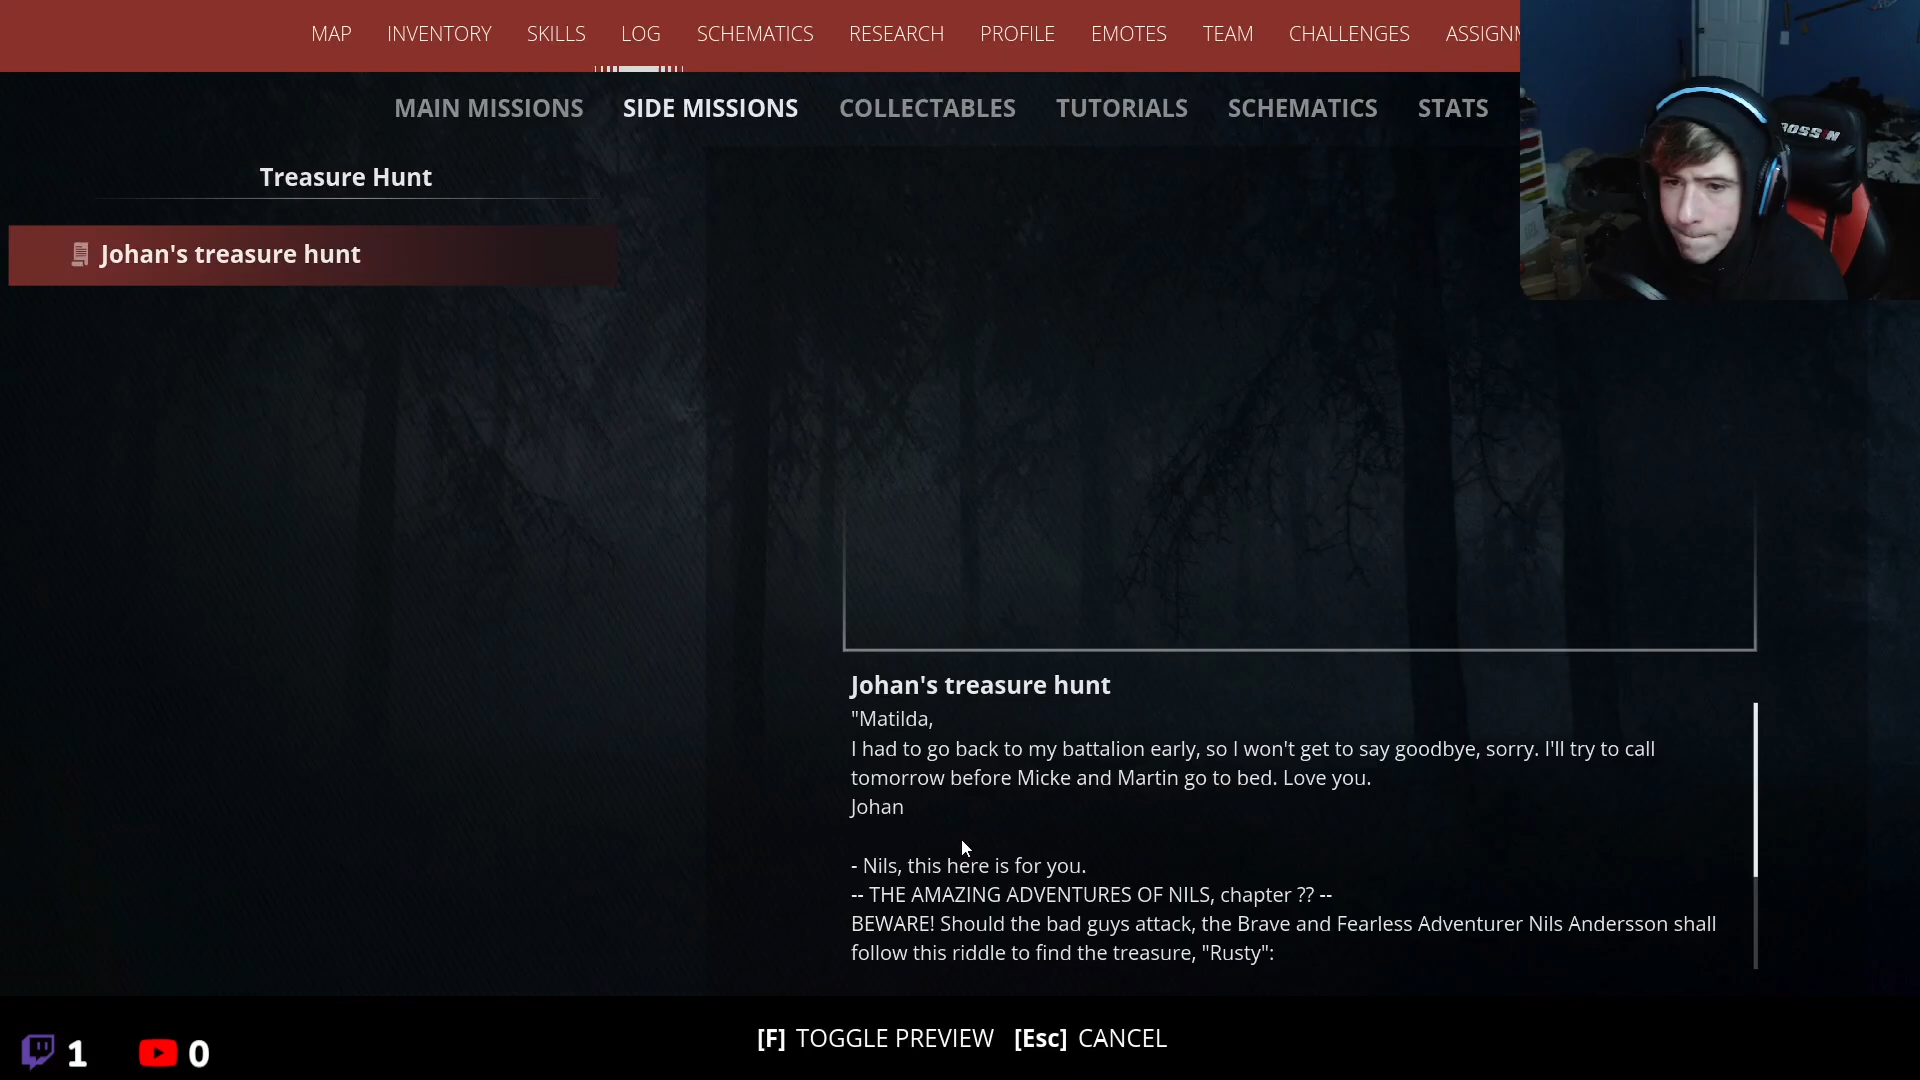 MAP INVENTORY SKILLS LOG SCHEMATICS RESEARCH PROFILE EMOTES TEAM CHALLENGES ASSIGNM
MAIN MISSIONS SIDE MISSIONS COLLECTABLES TUTORIALS SCHEMATICS STATS
Treasure Hunt
Johan's treasure hunt
Johan's treasure hunt
"Matilda,
I had to go back to my battalion early, so I won't get to say goodbye, sorry. I'll try to call
tomorrow before Micke and Martin go to bed. Love you.
Johan
- Nils, this here is for you.
-- THE AMAZING ADVENTURES OF NILS, chapter ?? --
BEWARE! Should the bad guys attack, the Brave and Fearless Adventurer Nils Andersson shall
follow this riddle to find the treasure, "Rusty":
[F] TOGGLE PREVIEW [Esc] CANCEL
1 0